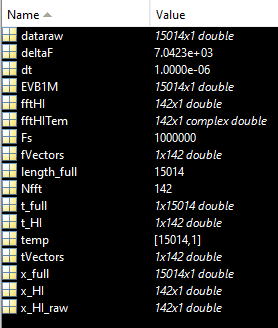 Name Value
dataraw 15014x1 double
deltaF 7.0423e+03
dt 1.0000e-06
EVB1M 15014x1 double
fftHI 142x1 double
fftHITem 142x1 complex double
Fs 1000000
fVectors 1x142 double
length_full 15014
Nfft 142
t_full 1x15014 double
t_HI 1x142 double
temp [15014,1]
tVectors 1x142 double
x_full 15014x1 double
x_HI 142x1 double
x_HI_raw 142x1 double